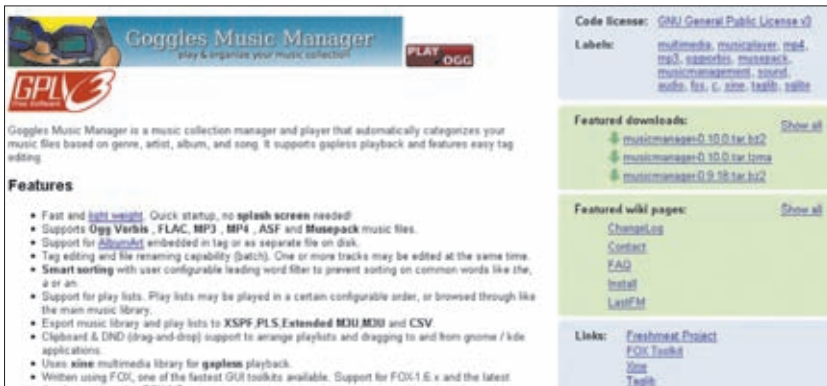 Goggles Music Manager
play & organize your music collection
PLAY OGG
GPLv3
Free Software
Goggles Music Manager is a music collection manager and player that automatically categorizes your
music files based on genre, artist, album, and song. It supports gapless playback and features easy tag
editing.
Features
• Fast and light weight. Quick startup, no splash screen needed!
• Supports Ogg Vorbis , FLAC, MP3 , MP4 , ASF and Musepack music files.
• Support for AlbumArt embedded in tag or as separate file on disk.
• Tag editing and file renaming capability (batch). One or more tracks may be edited at the same time.
• Smart sorting with user configurable leading word filter to prevent sorting on common words like the,
a or an.
• Support for play lists. Play lists may be played in a certain configurable order, or browsed through like
the main music library.
• Export music library and play lists to XSPF,PLS,Extended M3U,M3U and CSV.
• Clipboard & DND (drag-and-drop) support to arrange playlists and dragging to and from gnome / kde
applications.
• Uses xine multimedia library for gapless playback.
• Written using FOX, one of the fastest GUI toolkits available. Support for FOX-1.6.x and the latest
Code license: GNU General Public License v3
Labels: multimedia, musicplayer, mp4,
mp3, oggvorbis, musepack,
musicmanagement, sound,
audio, fox, c, xine, taglib, sqlite
Featured downloads: Show all
musicmanager-0.10.0.tar.bz2
musicmanager-0.10.0.tar.lzma
musicmanager-0.9.18.tar.bz2
Featured wiki pages: Show all
ChangeLog
Contact
FAQ
Install
LastFM
Links: Freshmeat Project
FOX Toolkit
Xine
Taglib